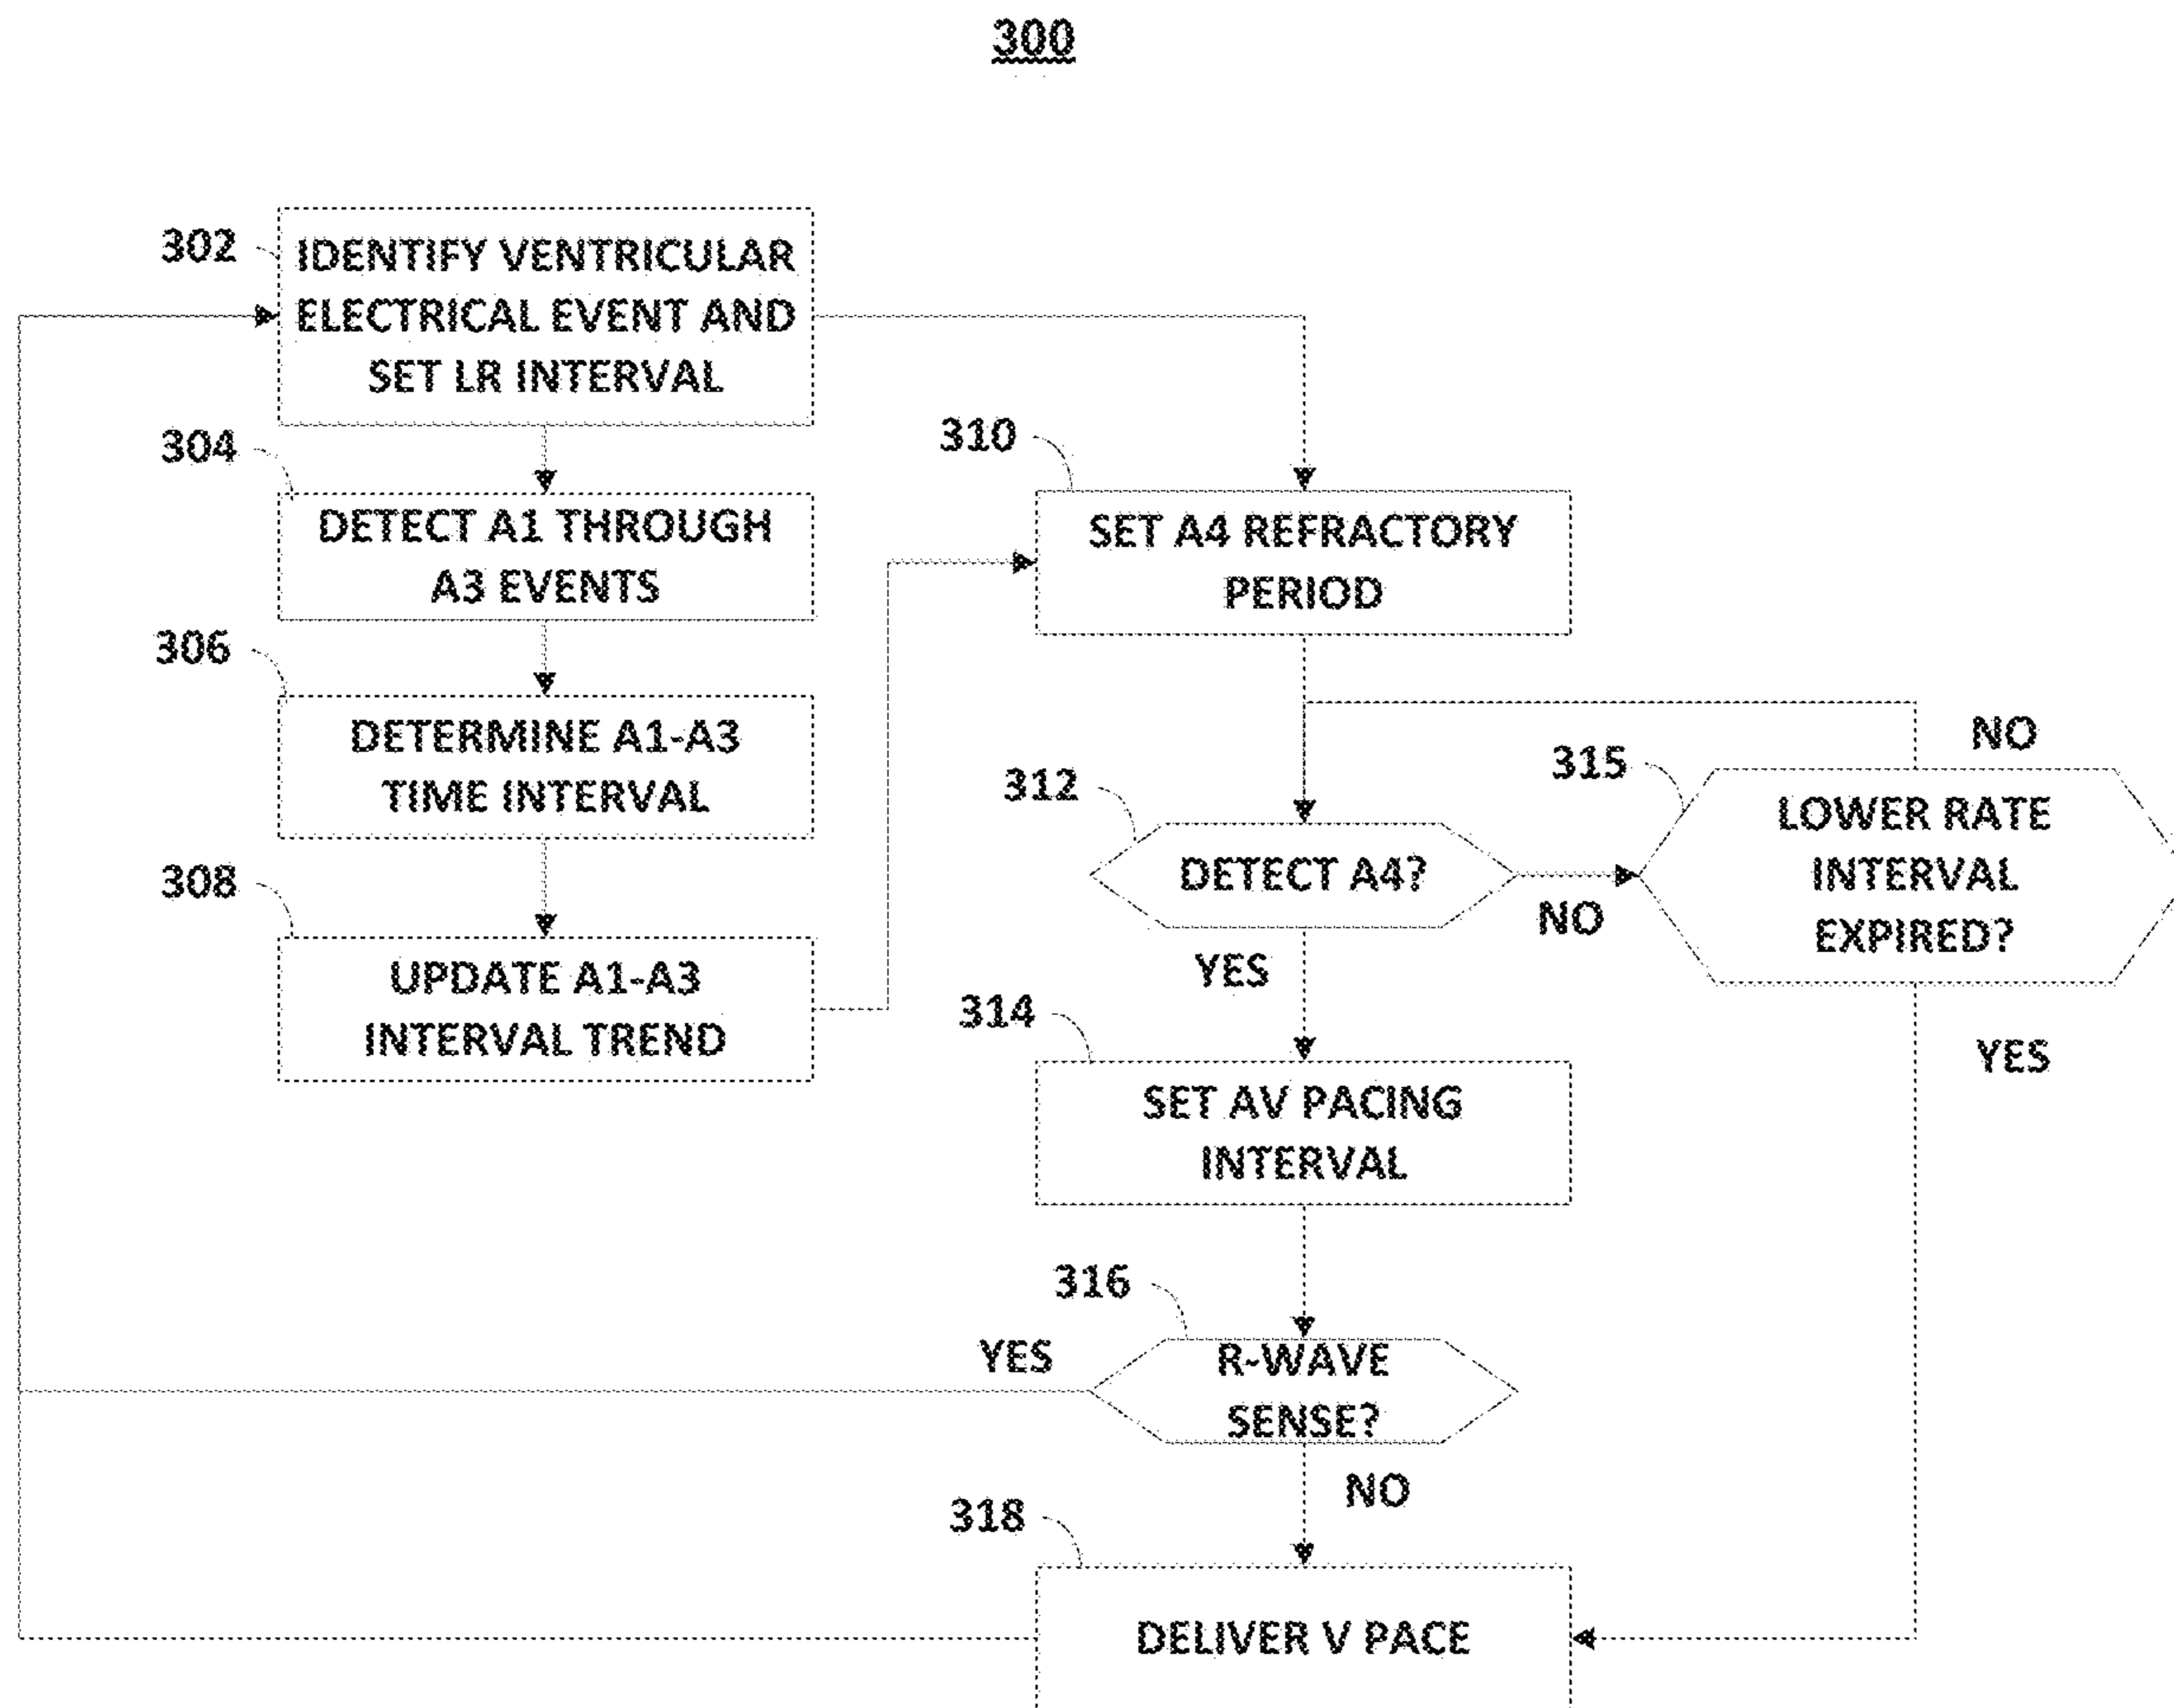 300
302
IDENTIFY VENTRICULAR
ELECTRICAL EVENT AND
SET LR INTERVAL
304
DETECT A1 THROUGH
A3 EVENTS
306
DETERMINE A1-A3
TIME INTERVAL
308
UPDATE A1-A3
INTERVAL TREND
310
SET A4 REFRACTORY
PERIOD
312
DETECT A4?
NO
YES
315
LOWER RATE
INTERVAL
EXPIRED?
NO
YES
314
SET AV PACING
INTERVAL
316
R-WAVE
SENSE?
YES
NO
318
DELIVER V PACE